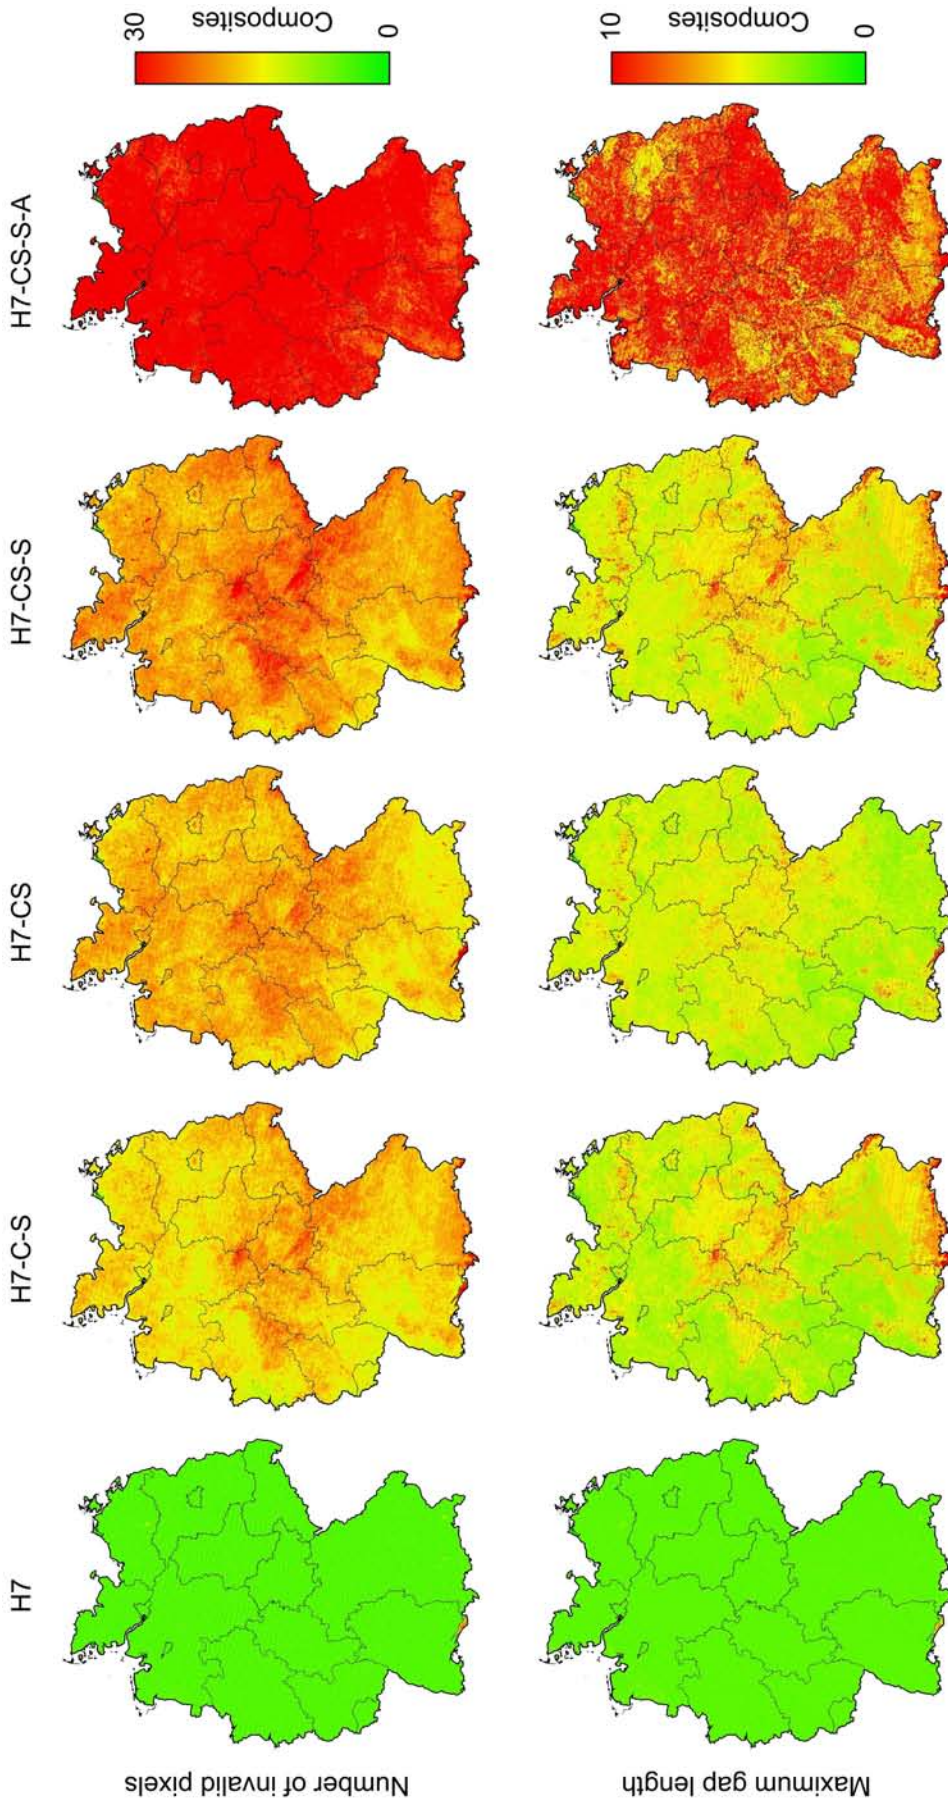 H7
H7-C-S
H7-CS
H7-CS-S
H7-CS-S-A
Number of invalid pixels
30
Composites
0
Maximum gap length
10
Composites
0